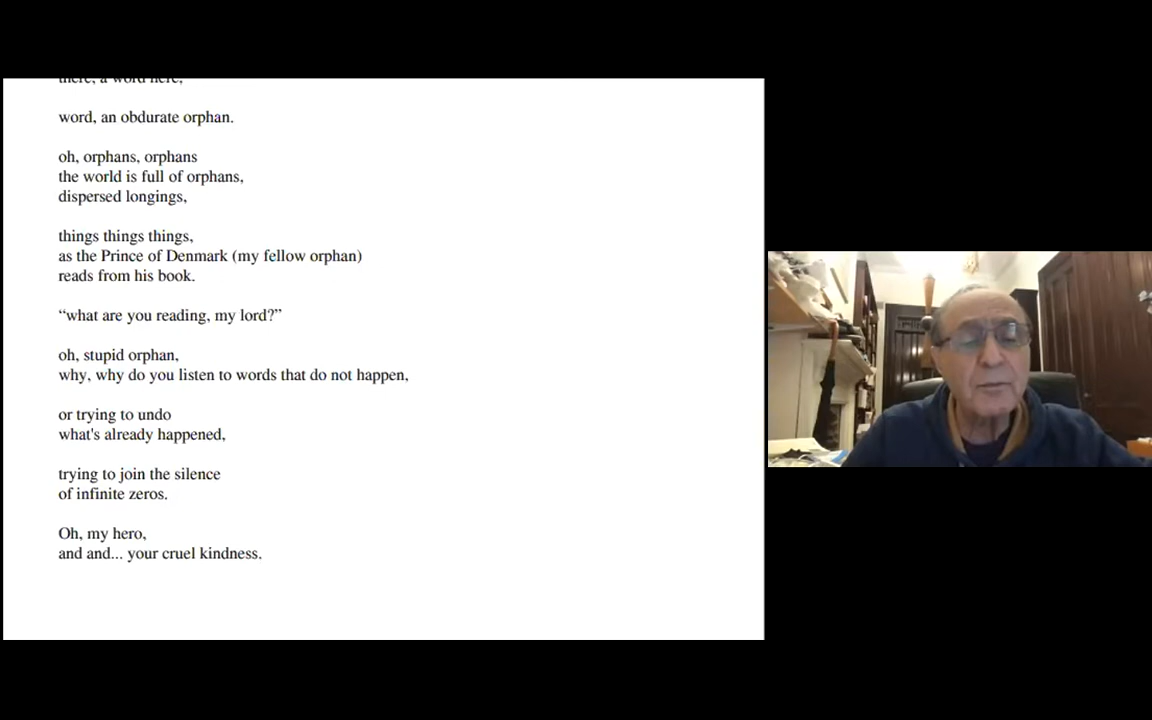 there, a word here,
word, an obdurate orphan.
oh, orphans, orphans
the world is full of orphans,
dispersed longings,
things things things,
as the Prince of Denmark (my fellow orphan)
reads from his book.
“what are you reading, my lord?”
oh, stupid orphan,
why, why do you listen to words that do not happen,
or trying to undo
what's already happened,
trying to join the silence
of infinite zeros.
Oh, my hero,
and and... your cruel kindness.